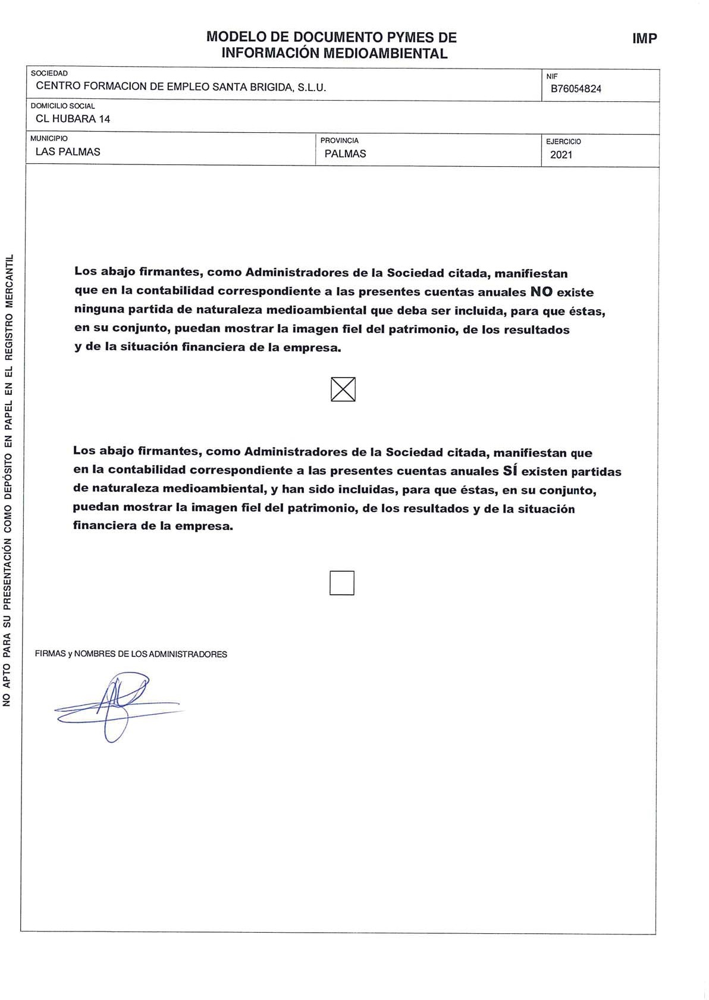 MODELO DE DOCUMENTO PYMES DE
INFORMACIÓN MEDIOAMBIENTAL
IMP
SOCIEDAD
CENTRO FORMACION DE EMPLEO SANTA BRIGIDA, S.L.U.
NIF
B76054824
DOMICILIO SOCIAL
CL HUBARA 14
MUNICIPIO
LAS PALMAS
PROVINCIA
PALMAS
EJERCICIO
2021
Los abajo firmantes, como Administradores de la Sociedad citada, manifiestan
que en la contabilidad correspondiente a las presentes cuentas anuales NO existe
ninguna partida de naturaleza medioambiental que deba ser incluida, para que éstas,
en su conjunto, puedan mostrar la imagen fiel del patrimonio, de los resultados
y de la situación financiera de la empresa.
Los abajo firmantes, como Administradores de la Sociedad citada, manifiestan que
en la contabilidad correspondiente a las presentes cuentas anuales SÍ existen partidas
de naturaleza medioambiental, y han sido incluidas, para que éstas, en su conjunto,
puedan mostrar la imagen fiel del patrimonio, de los resultados y de la situación
financiera de la empresa.
FIRMAS y NOMBRES DE LOS ADMINISTRADORES
NO APTO PARA SU PRESENTACIÓN COMO DEPÓSITO EN PAPEL EN EL REGISTRO MERCANTIL